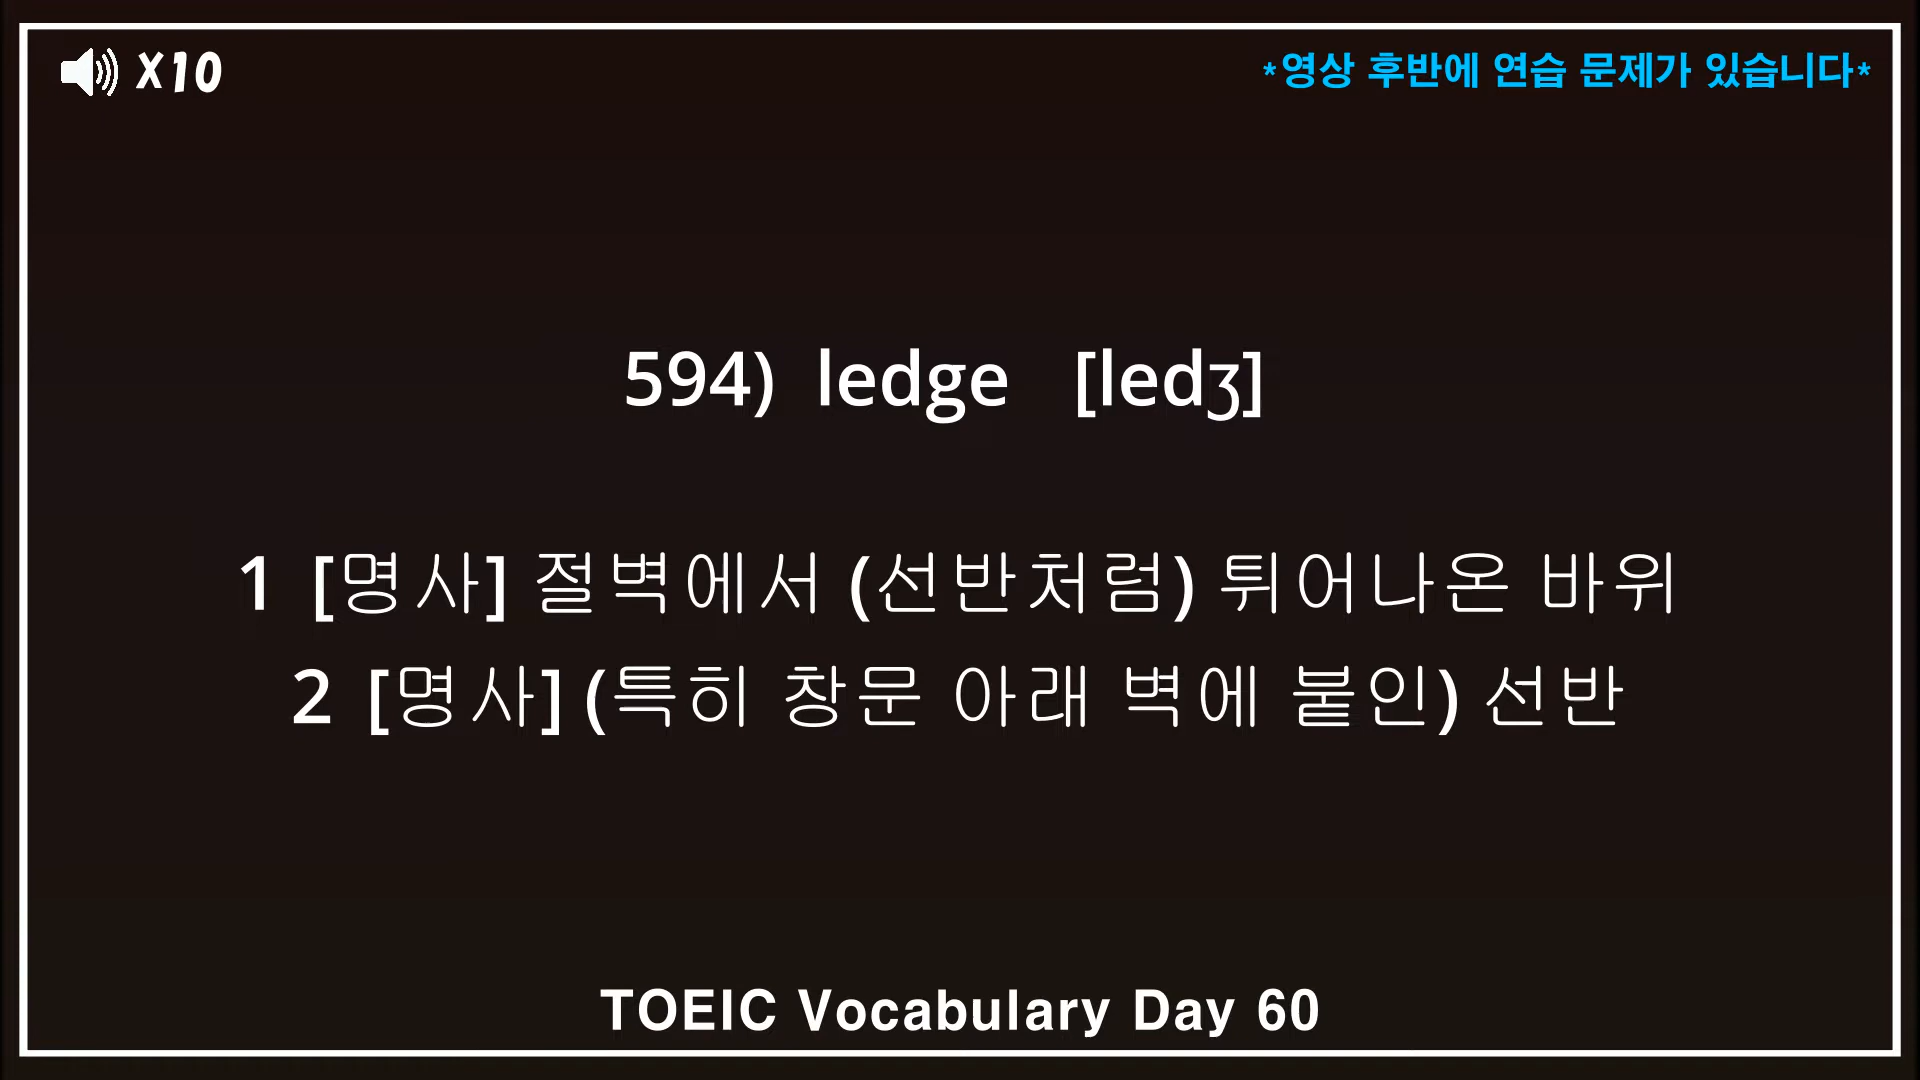 X10
*영상 후반에 연습 문제가 있습니다*
594) ledge [ledʒ]
1 [명사] 절벽에서 (선반처럼) 튀어나온 바위
2 [명사] (특히 창문 아래 벽에 붙인) 선반
TOEIC Vocabulary Day 60